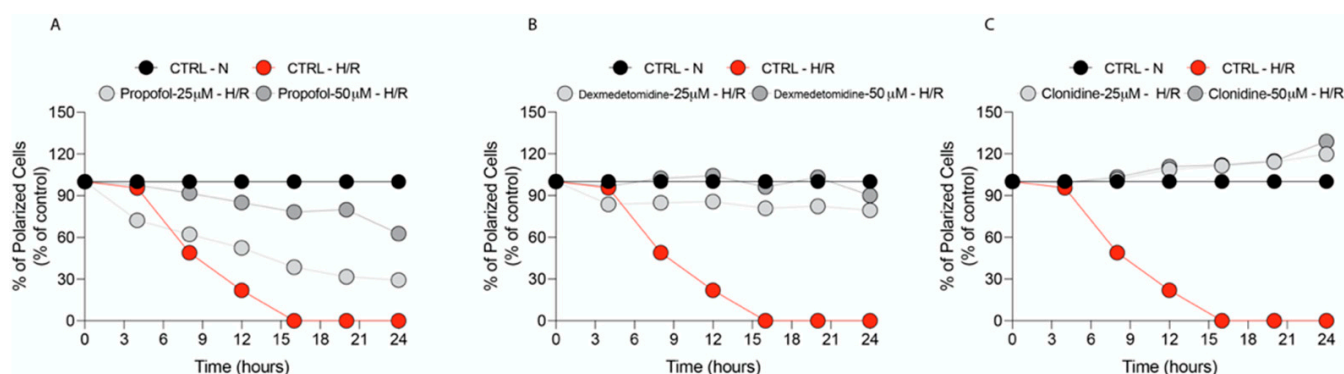 A
CTRL - N CTRL - H/R
Propofol-25μM - H/R Propofol-50μM - H/R
150
120
90
60
30
0
% of Polarized Cells
(% of control)
0 3 6 9 12 15 18 21 24
Time (hours)
B
CTRL - N CTRL - H/R
Dexmedetomidine-25μM - H/R Dexmedetomidine-50 μM - H/R
150
120
90
60
30
0
% of Polarized Cells
(% of control)
0 3 6 9 12 15 18 21 24
Time (hours)
C
CTRL - N CTRL - H/R
Clonidine-25μM - H/R Clonidine-50μM - H/R
150
120
90
60
30
0
% of Polarized Cells
(% of control)
0 3 6 9 12 15 18 21 24
Time (hours)